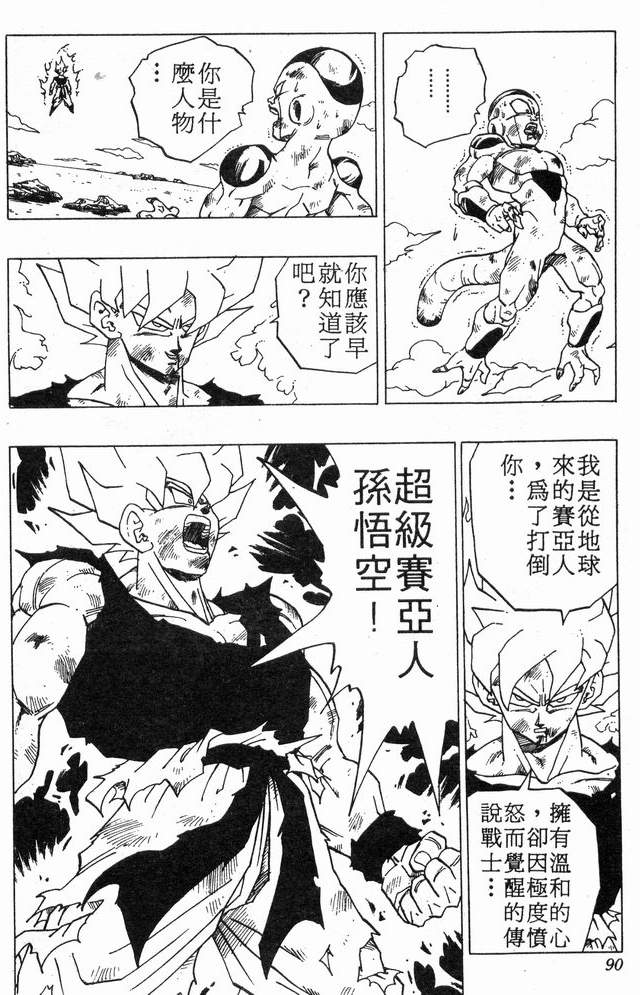 ⋯⋯
你是什
麼人物
⋯
你應該早
就知道了
吧？
我是從地球
來的賽亞人
，為了打倒
你⋯
擁有溫和的心
，卻因極度憤
怒而覺醒的傳
說戰士⋯
超級賽亞人
孫悟空！
90